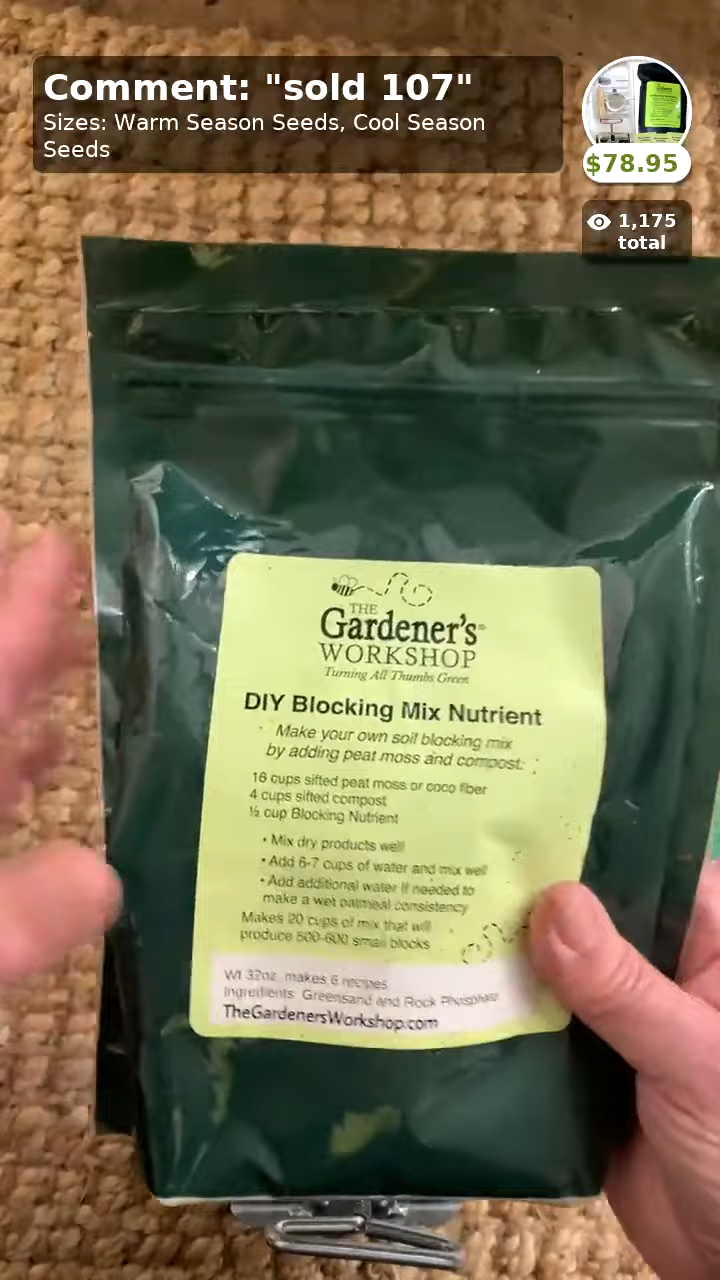 Comment: "sold 107"
Sizes: Warm Season Seeds, Cool Season
Seeds
$78.95
1,175
total
THE
Gardener's
WORKSHOP
Turning All Thumbs Green
DIY Blocking Mix Nutrient
Make your own soil blocking mix
by adding peat moss and compost:
16 cups sifted peat moss or coco fiber
4 cups sifted compost
½ cup Blocking Nutrient
• Mix dry products well
• Add 6-7 cups of water and mix well
• Add additional water if needed to
make a wet oatmeal consistency
Makes 20 cups of mix that will
produce 500-600 small blocks
Wt 32oz. makes 6 recipes
Ingredients: Greensand and Rock Phosphate
TheGardenersWorkshop.com